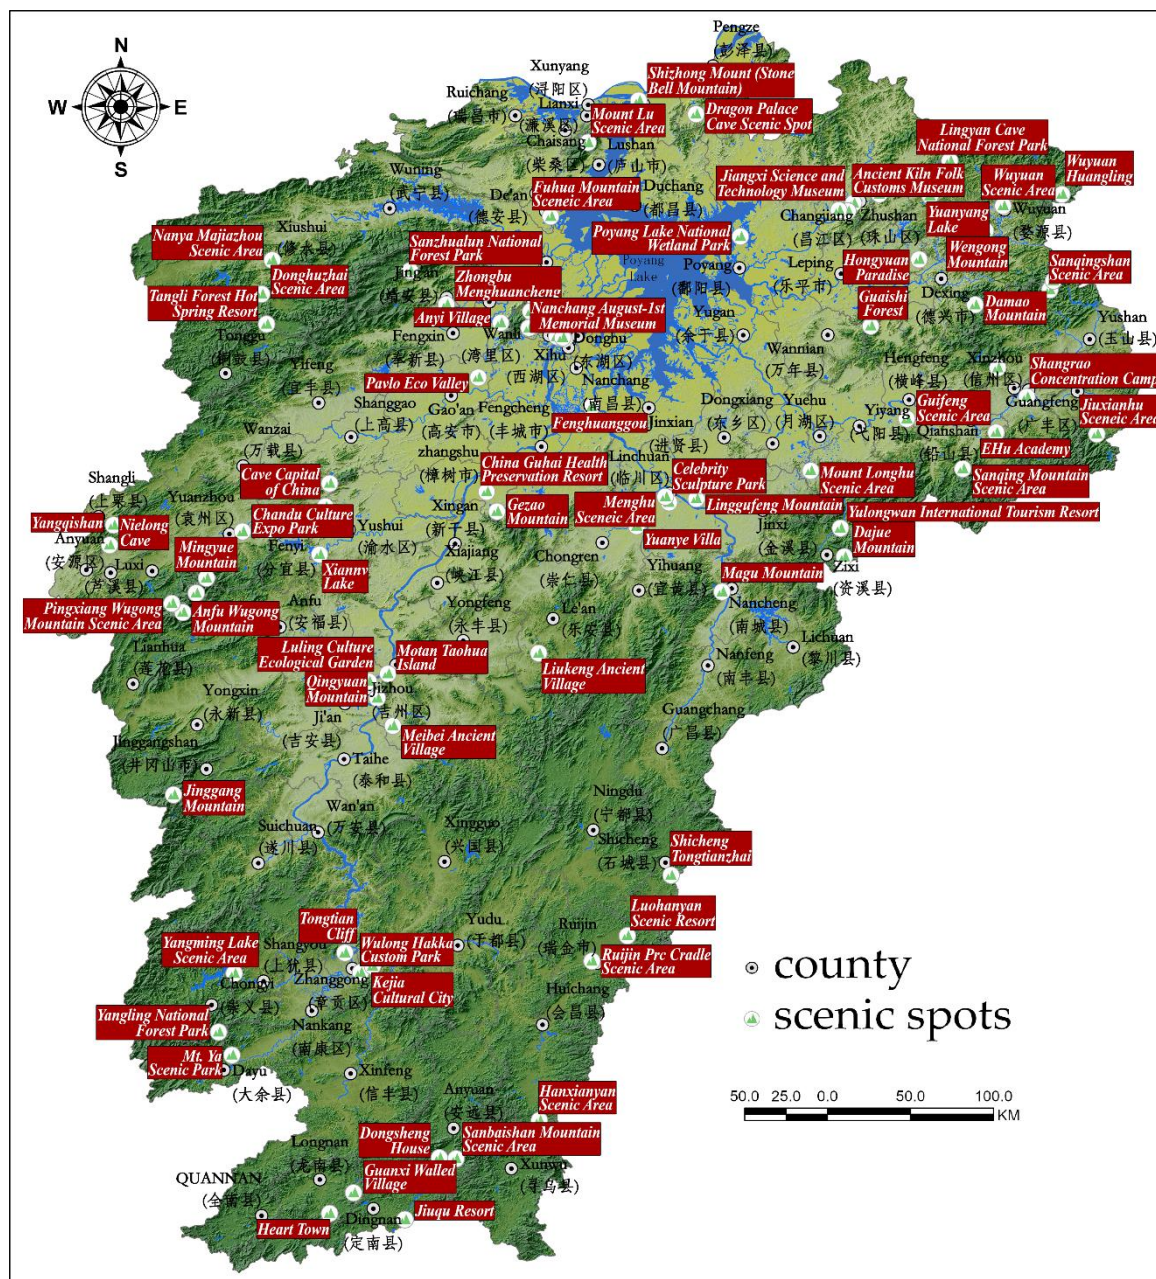 N
W
E
S
Pengze
(彭泽县)
Xunyang
(浔阳区)
Ruichang
(瑞昌市)
Lianxi
(濂溪区)
Chaisang
(柴桑区)
Shizhong Mount (Stone
Bell Mountain)
Mount Lu
Scenic Area
Dragon Palace
Cave Scenic Spot
Lushan
(庐山市)
Lingyan Cave
National Forest Park
Wuning
(武宁县)
De'an
(德安县)
Fuhua Mountain
Sceneic Area
Duchang
(都昌县)
Jiangxi Science and
Technology Museum
Ancient Kiln Folk
Customs Museum
Wuyuan
Scenic Area
Wuyuan
Huangling
Changjiang
(昌江区)
Zhushan
(珠山区)
Yuanyang
Lake
Wuyuan
(婺源县)
Xiushui
(修水县)
Nanya Majiazhou
Scenic Area
Sanzhualun National
Forest Park
Poyang Lake National
Wetland Park
Poyang
Lake
Poyang
(鄱阳县)
Leping
(乐平市)
Hongyuan
Paradise
Wengong
Mountain
Sanqingshan
Scenic Area
Donghuzhai
Scenic Area
Jing'an
(靖安县)
Zhongbu
Menghuancheng
Tangli Forest Hot
Spring Resort
Anyi Village
Nanchang August-1st
Memorial Museum
Guaishi
Forest
Dexing
(德兴市)
Damao
Mountain
Yushan
(玉山县)
Tonggu
(铜鼓县)
Fengxin
(奉新县)
Wanli
(湾里区)
Donghu
(东湖区)
Xihu
(西湖区)
Yugan
(余干县)
Wannian
(万年县)
Yifeng
(宜丰县)
Pavlo Eco Valley
Nanchang
(南昌县)
Hengfeng
(横峰县)
Xinzhou
(信州区)
Shangrao
Concentration Camp
Shanggao
(上高县)
Gao'an
(高安市)
Fengcheng
(丰城市)
Fenghuanggou
Jinxian
(进贤县)
Dongxiang
(东乡区)
Yuehu
(月湖区)
Yiyang
(弋阳县)
Guifeng
Scenic Area
Guangfeng
(广丰区)
Jiuxianhu
Sceneic Area
Wanzai
(万载县)
zhangshu
(樟树市)
Linchuan
(临川区)
Qianshan
(铅山县)
EHu Academy
Shangli
(上栗县)
Cave Capital
of China
China Guhai Health
Preservation Resort
Celebrity
Sculpture Park
Mount Longhu
Scenic Area
Sanqing Mountain
Scenic Area
Yuanzhou
(袁州区)
Chandu Culture
Expo Park
Xingan
(新干县)
Gezao
Mountain
Menghu
Sceneic Area
Linggufeng Mountain
Yulongwan International Tourism Resort
Yangqishan
Nielong
Cave
Yushui
(渝水区)
Yuanye Villa
Jinxi
(金溪县)
Dajue
Mountain
Anyuan
(安源区)
Luxi
(芦溪县)
Mingyue
Mountain
Fenyi
(分宜县)
Xianny
Lake
Xiajiang
(峡江县)
Chongren
(崇仁县)
Yihuang
(宜黄县)
Magu Mountain
Zixi
(资溪县)
Pingxiang Wugong
Mountain Scenic Area
Anfu Wugong
Mountain
Anfu
(安福县)
Yongfeng
(永丰县)
Le'an
(乐安县)
Nancheng
(南城县)
Lianhua
(莲花县)
Luling Culture
Ecological Garden
Motan Taohua
Island
Liukeng Ancient
Village
Nanfeng
(南丰县)
Lichuan
(黎川县)
Yongxin
(永新县)
Qingyuan
Mountain
Jizhou
(吉州区)
Ji'an
(吉安县)
Meibei Ancient
Village
Guangchang
(广昌县)
Jinggangshan
(井冈山市)
Taihe
(泰和县)
Jinggang
Mountain
Wan'an
(万安县)
Ningdu
(宁都县)
Suichuan
(遂川县)
Xingguo
(兴国县)
Shicheng
(石城县)
Shicheng
Tongtianzhai
Luohanyan
Scenic Resort
Tongtian
Cliff
Yudu
(于都县)
Ruijin
(瑞金市)
Yangming Lake
Scenic Area
Shangyou
(上犹县)
Wulong Hakka
Custom Park
Ruijin Prc Cradle
Scenic Area
Chongyi
(崇义县)
Zhanggong
(章贡区)
Kejia
Cultural City
Huichang
(会昌县)
Yangling National
Forest Park
Nankang
(南康区)
Mt. Ya
Scenic Park
Dayu
(大余县)
Xinfeng
(信丰县)
Anyuan
(安远县)
Hanxianyan
Scenic Area
Longnan
(龙南县)
Dongsheng
House
Sanbaishan Mountain
Scenic Area
QUANNAN
(全南县)
Guanxi Walled
Village
Xunwu
(寻乌县)
Heart Town
Dingnan
(定南县)
Jiuqu Resort
county
scenic spots
50.0 25.0 0.0 50.0 100.0
KM